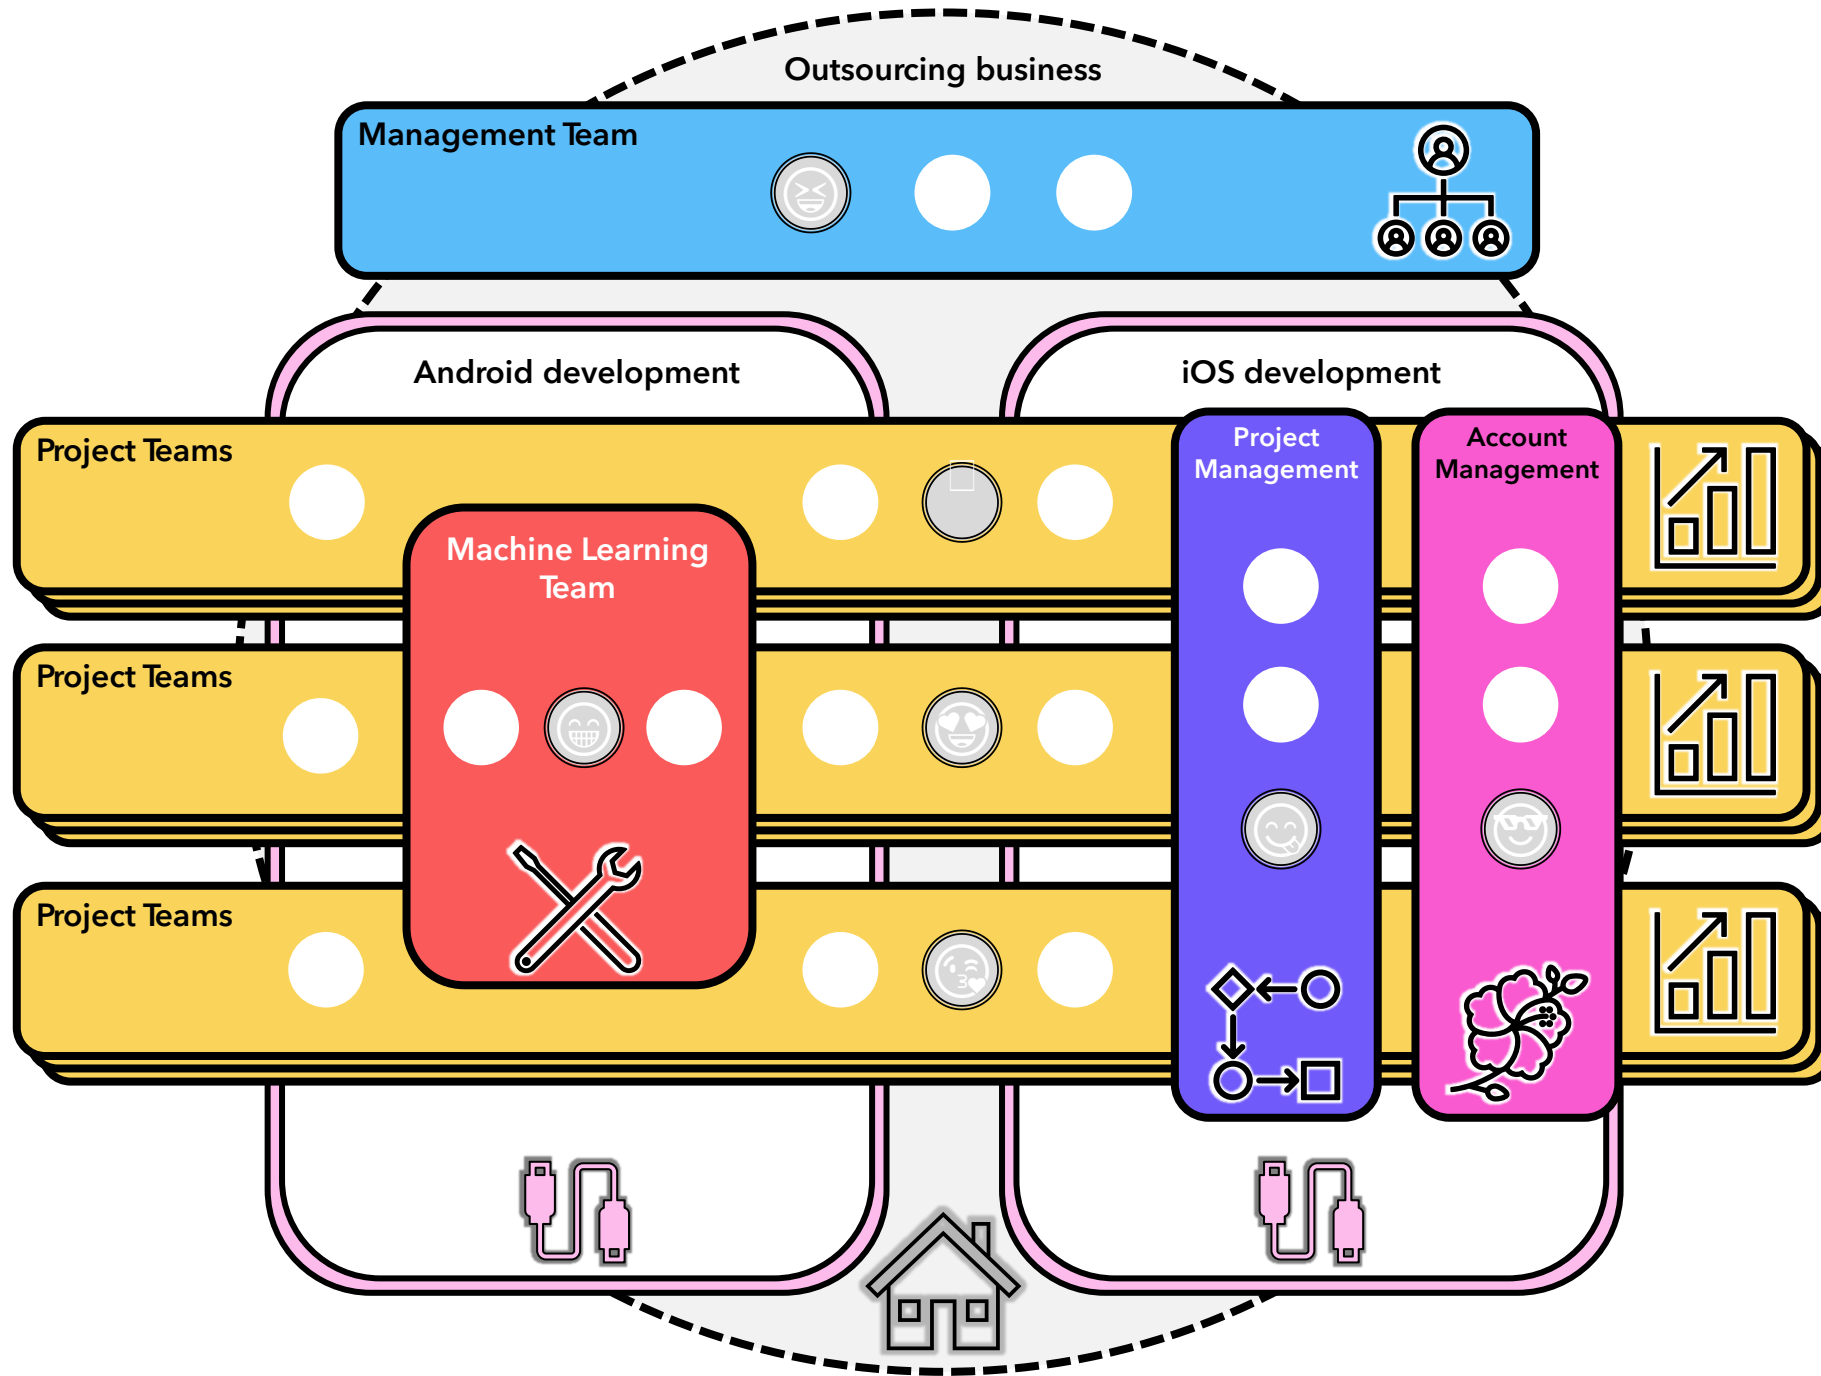 Outsourcing business
Management Team
Android development
iOS development
Project Teams
Project
Management
Account
Management
Machine Learning
Team
Project Teams
Project Teams